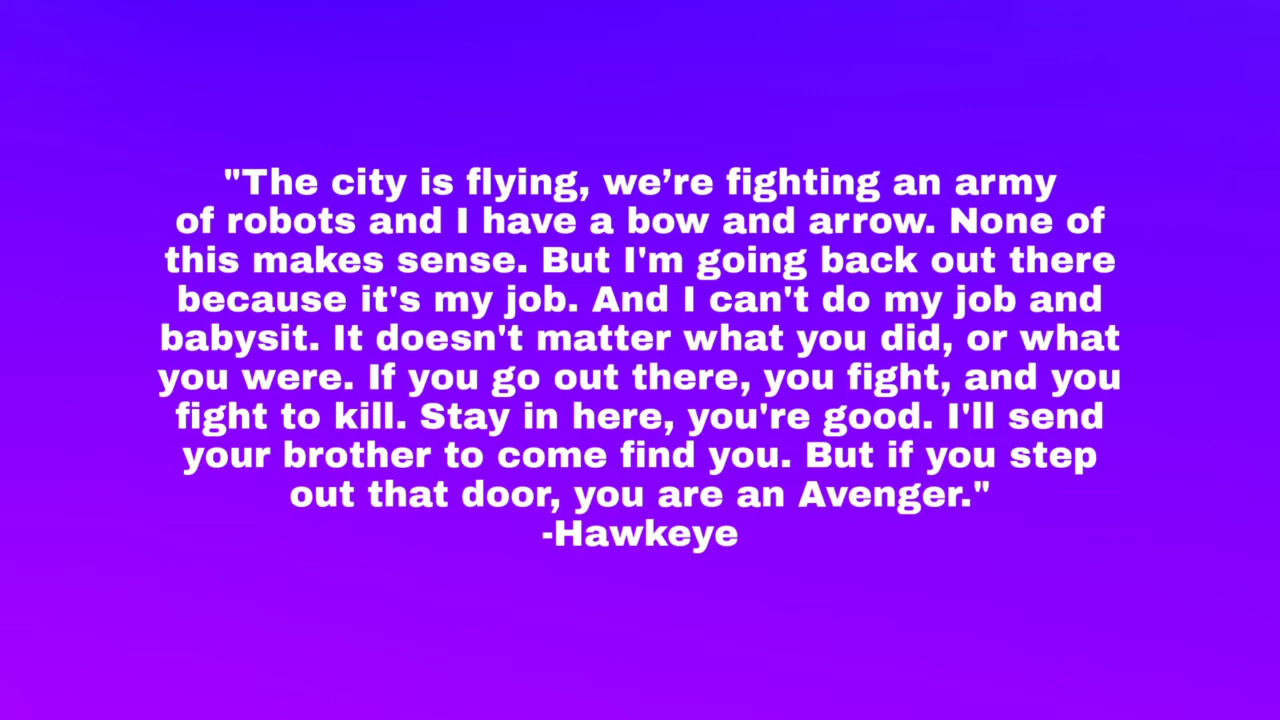 "The city is flying, we’re fighting an army
of robots and I have a bow and arrow. None of
this makes sense. But I'm going back out there
because it's my job. And I can't do my job and
babysit. It doesn't matter what you did, or what
you were. If you go out there, you fight, and you
fight to kill. Stay in here, you're good. I'll send
your brother to come find you. But if you step
out that door, you are an Avenger."
-Hawkeye